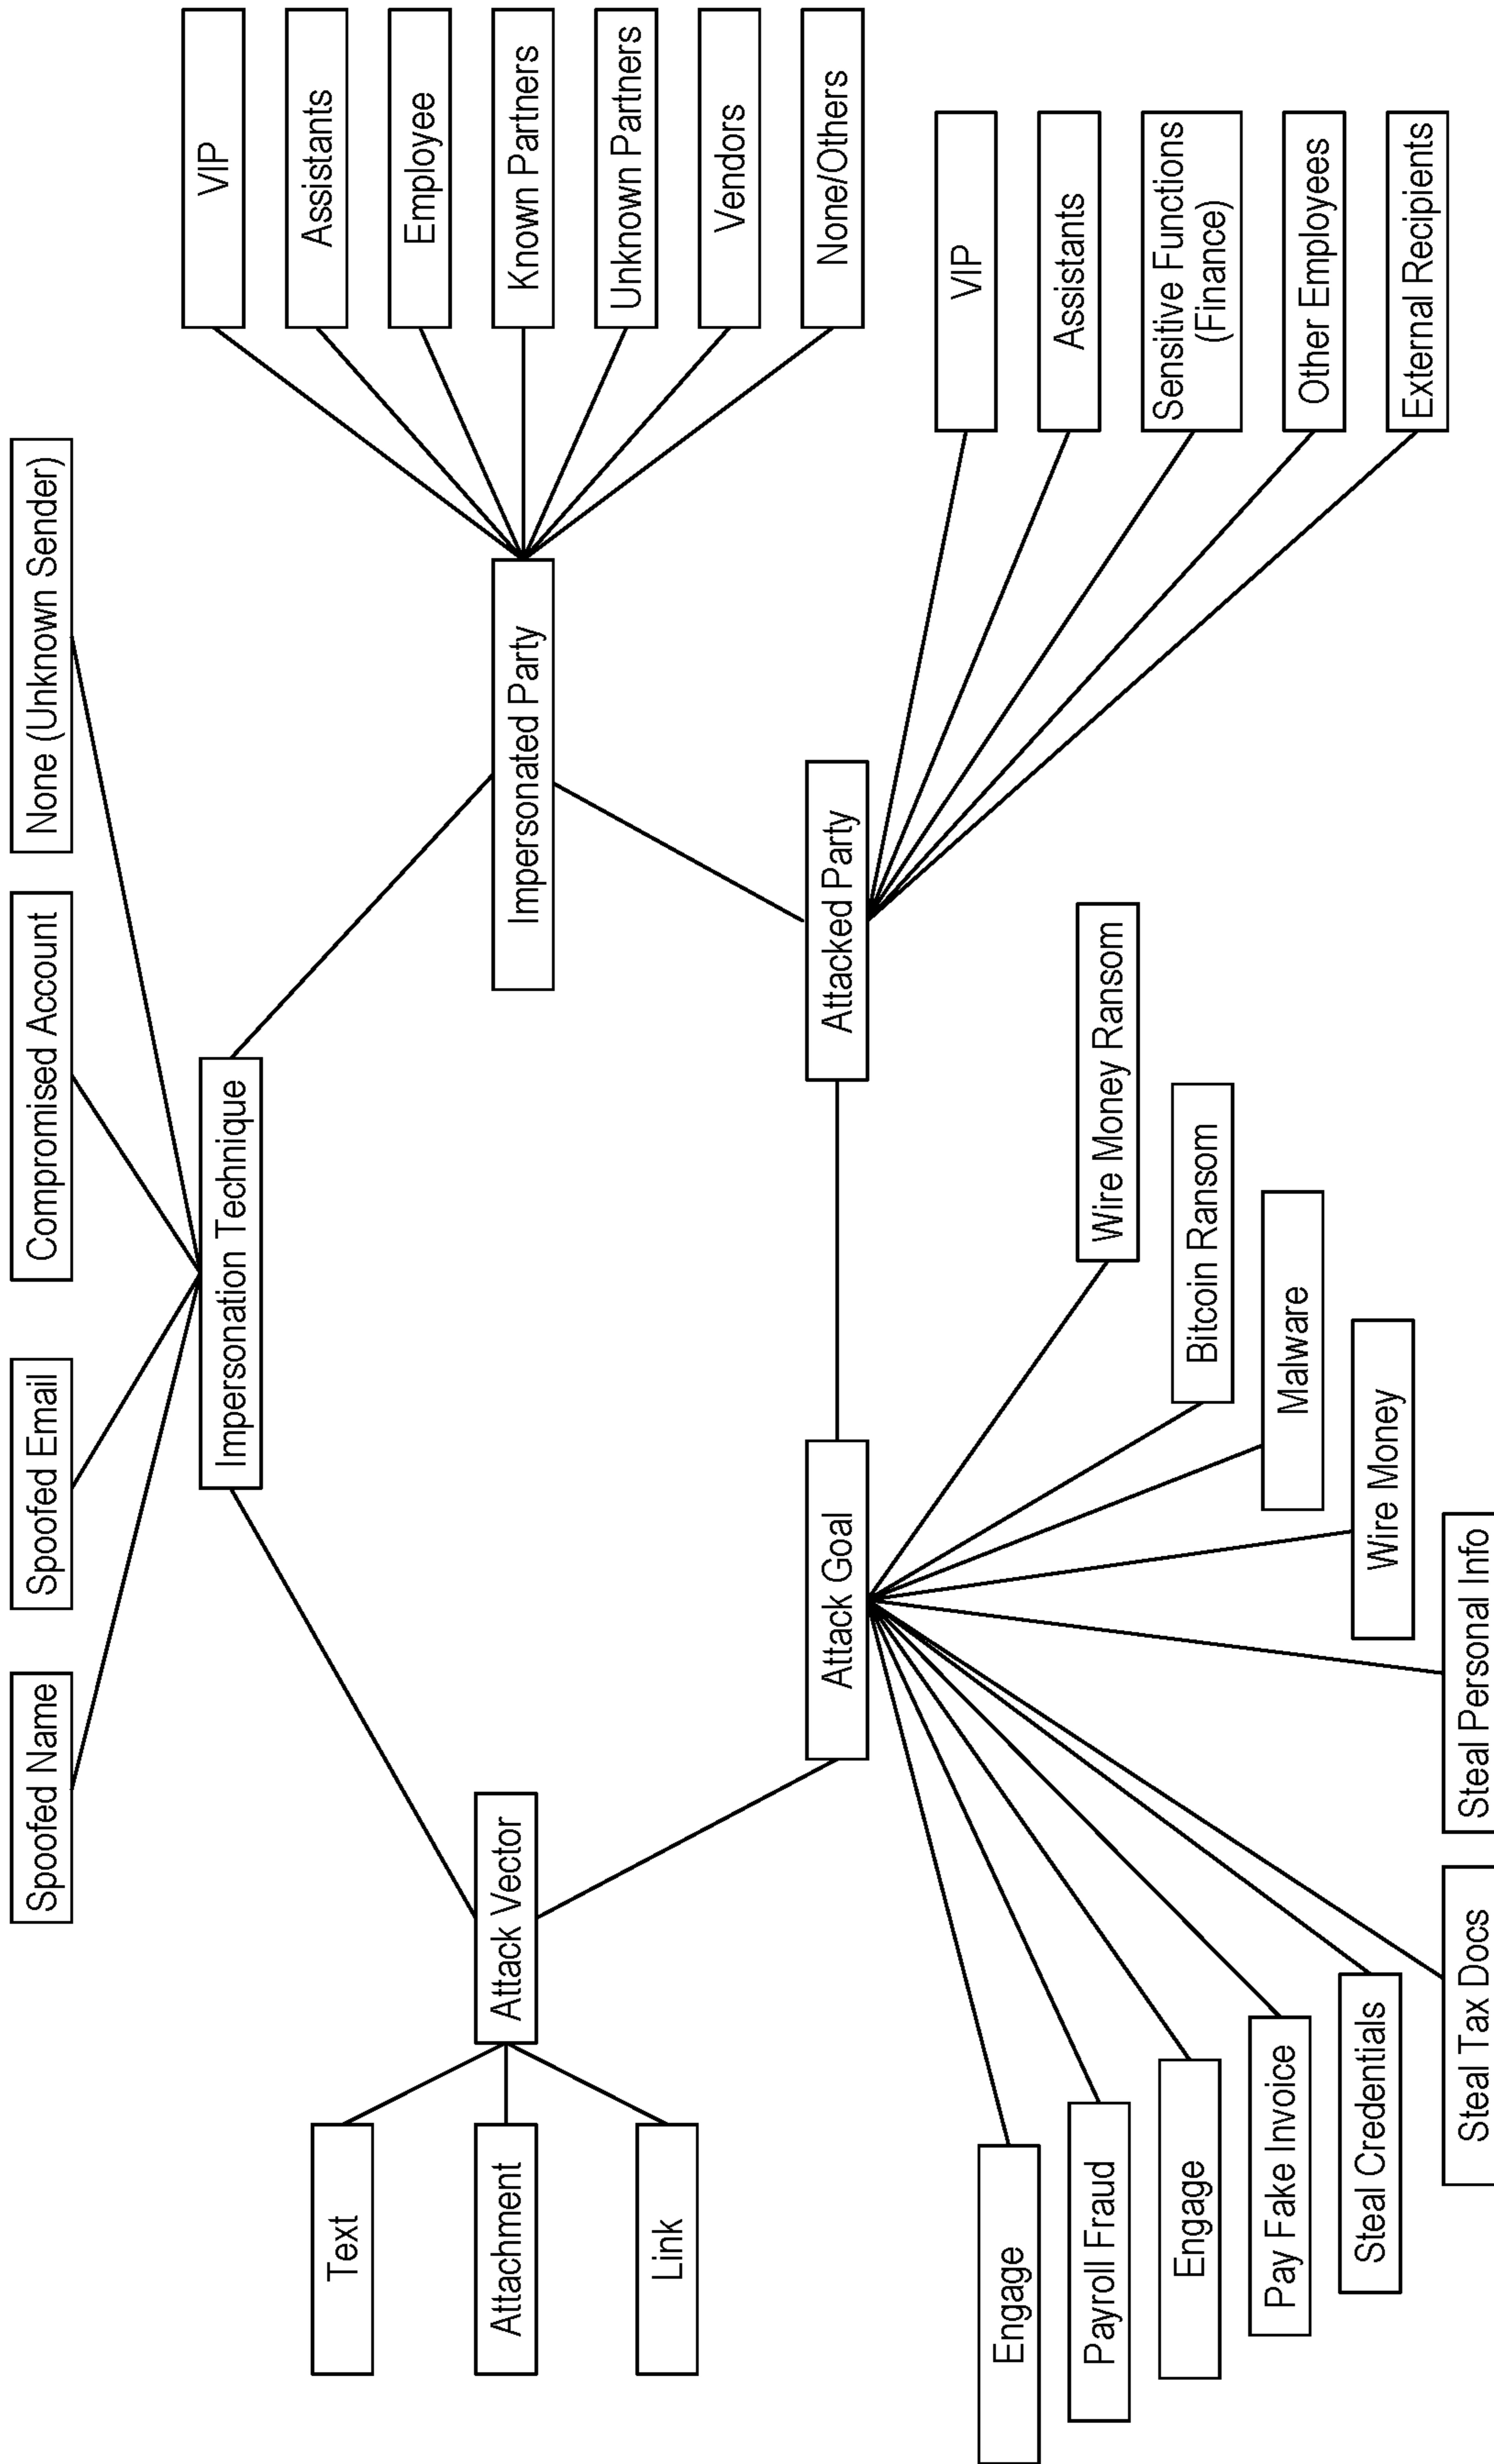 Spoofed Name
Spoofed Email
Compromised Account
None (Unknown Sender)
Impersonation Technique
Text
Attachment
Link
Attack Vector
Impersonated Party
VIP
Assistants
Employee
Known Partners
Unknown Partners
Vendors
None/Others
Attack Goal
Attacked Party
VIP
Assistants
Sensitive Functions
(Finance)
Other Employees
External Recipients
Engage
Payroll Fraud
Engage
Pay Fake Invoice
Steal Credentials
Steal Tax Docs
Steal Personal Info
Wire Money
Malware
Bitcoin Ransom
Wire Money Ransom